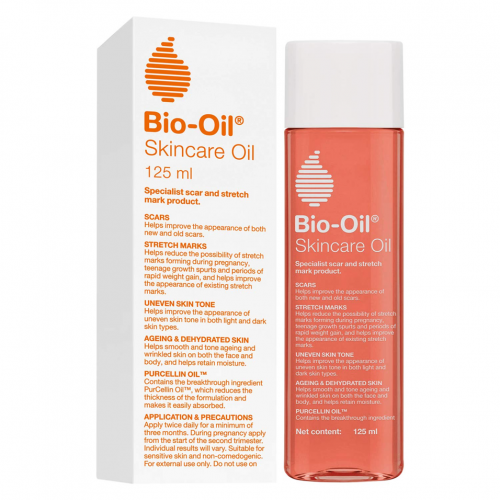 Bio-Oil®
Skincare Oil
125 ml
Specialist scar and stretch
mark product.
SCARS
Helps improve the appearance of both
new and old scars.
STRETCH MARKS
Helps reduce the possibility of stretch
marks forming during pregnancy,
teenage growth spurts and periods of
rapid weight gain, and helps improve
the appearance of existing stretch
marks.
UNEVEN SKIN TONE
Helps improve the appearance of
uneven skin tone in both light and dark
skin types.
AGEING & DEHYDRATED SKIN
Helps smooth and tone ageing and
wrinkled skin on both the face and
body, and helps retain moisture.
PURCELLIN OIL™
Contains the breakthrough ingredient
PurCellin Oil™, which reduces the
thickness of the formulation and
makes it easily absorbed.
APPLICATION & PRECAUTIONS
Apply twice daily for a minimum of
three months. During pregnancy apply
from the start of the second trimester.
Individual results will vary. Suitable for
sensitive skin and non-comedogenic.
For external use only. Do not use on
Bio-Oil®
Skincare Oil
Specialist scar and stretch
mark product.
SCARS
Helps improve the appearance of
both new and old scars.
STRETCH MARKS
Helps reduce the possibility of stretch
marks forming during pregnancy,
teenage growth spurts and periods of
rapid weight gain, and helps improve
the appearance of existing stretch
marks.
UNEVEN SKIN TONE
Helps improve the appearance of
uneven skin tone in both light and
dark skin types.
AGEING & DEHYDRATED SKIN
Helps smooth and tone ageing and
wrinkled skin on both the face and
body, and helps retain moisture.
PURCELLIN OIL™
Contains the breakthrough ingredient
Net content: 125 ml